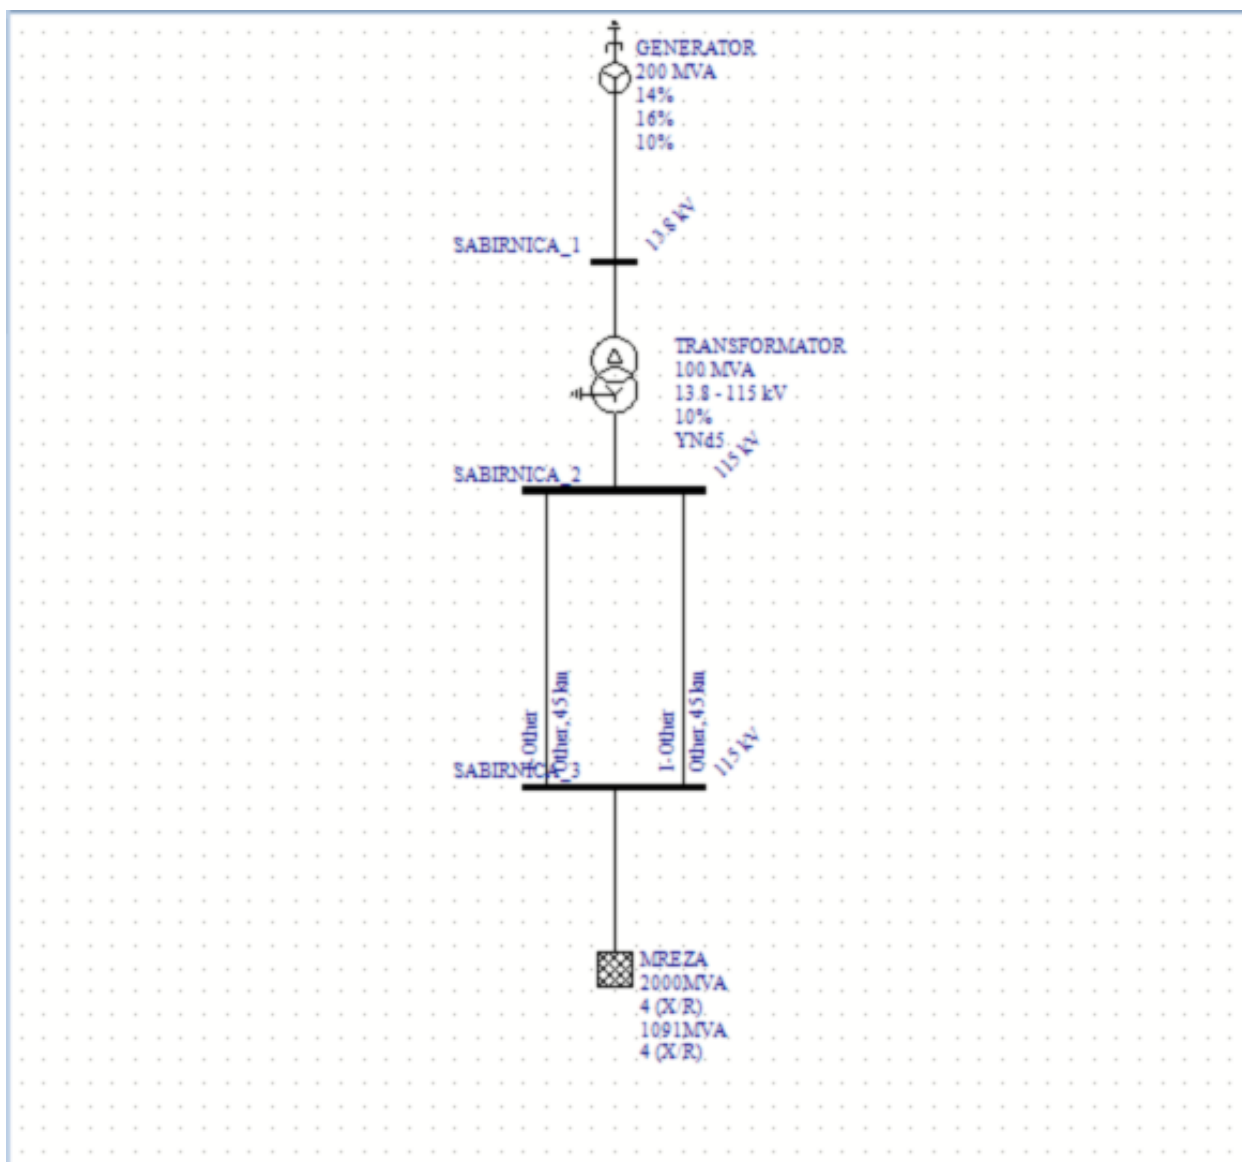 GENERATOR
200 MVA
14%
16%
10%
SABIRNICA_1
13.8 kV
TRANSFORMATOR
100 MVA
13.8 - 115 kV
10%
YNd5
SABIRNICA_2
115 kV
1-Other
Other, 45 km
1-Other
Other, 45 km
SABIRNICA_3
115 kV
MREZA
2000MVA
4 (X/R)
1091MVA
4 (X/R)